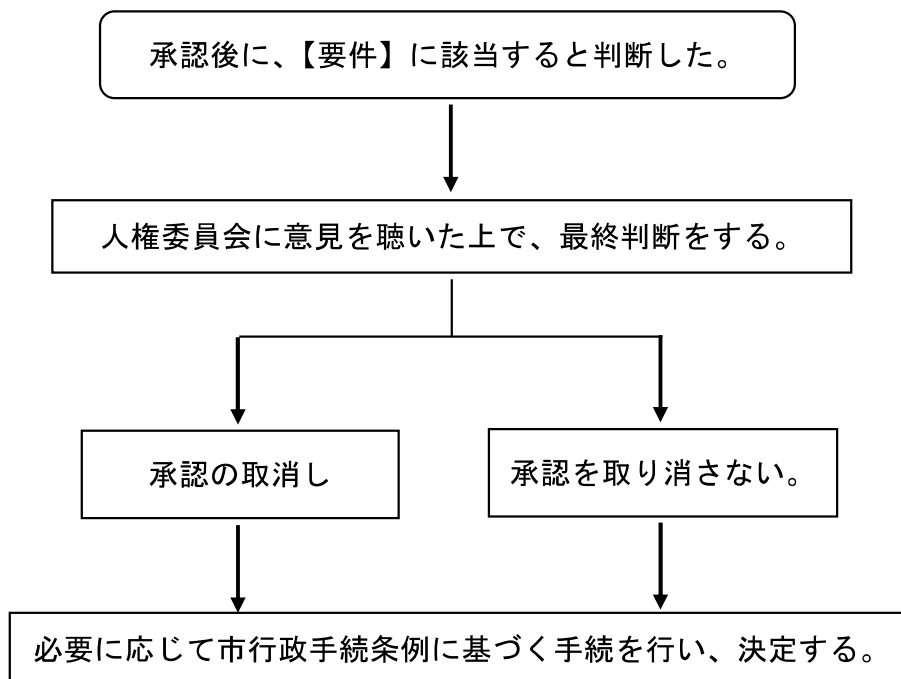 承認後に、【要件】に該当すると判断した。
人権委員会に意見を聴いた上で、最終判断をする。
承認の取消し
承認を取り消さない。
必要に応じて市行政手続条例に基づく手続を行い、決定する。